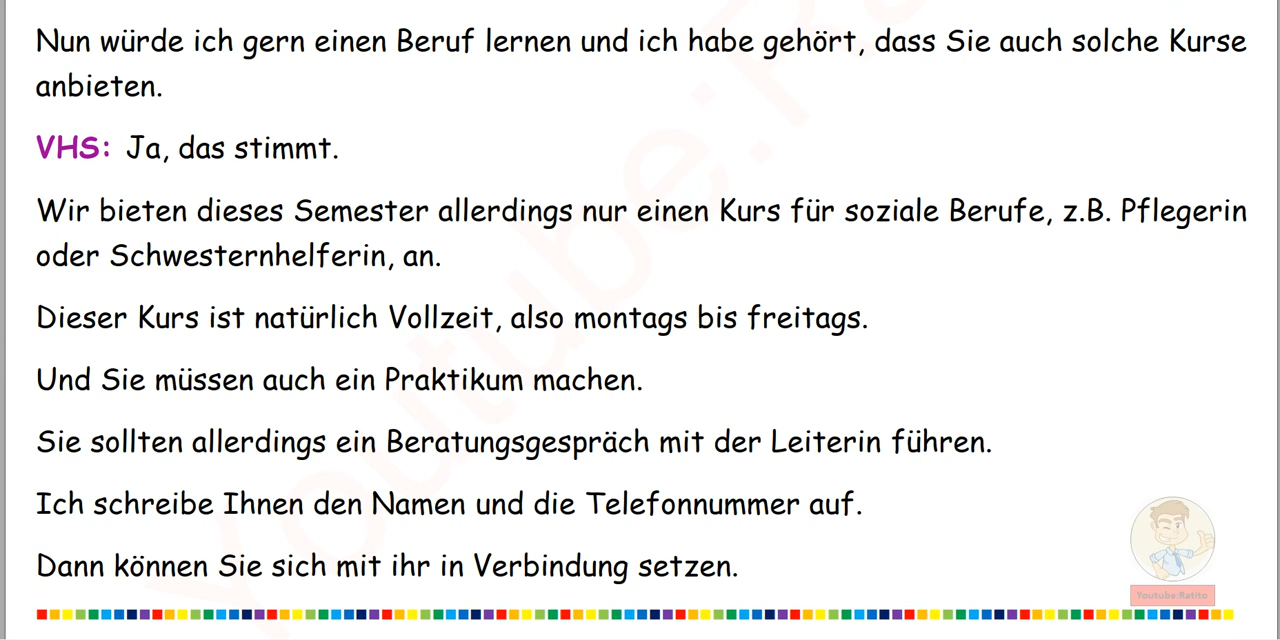 Nun würde ich gern einen Beruf lernen und ich habe gehört, dass Sie auch solche Kurse
anbieten.
VHS: Ja, das stimmt.
Wir bieten dieses Semester allerdings nur einen Kurs für soziale Berufe, z.B. Pflegerin
oder Schwesternhelferin, an.
Dieser Kurs ist natürlich Vollzeit, also montags bis freitags.
Und Sie müssen auch ein Praktikum machen.
Sie sollten allerdings ein Beratungsgespräch mit der Leiterin führen.
Ich schreibe Ihnen den Namen und die Telefonnummer auf.
Dann können Sie sich mit ihr in Verbindung setzen.
Youtube:Ratito
Youtube:Ra